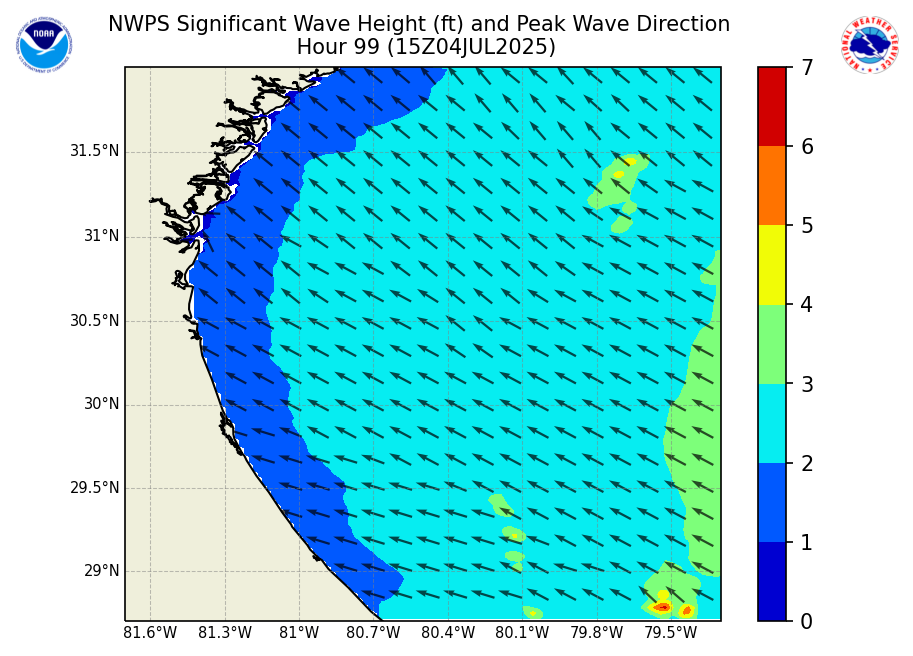 NWPS Significant Wave Height (ft) and Peak Wave Direction
Hour 99 (15Z04JUL2025)
NOAA
NATIONAL WEATHER SERVICE
31.5°N
31°N
30.5°N
30°N
29.5°N
29°N
81.6°W 81.3°W 81°W 80.7°W 80.4°W 80.1°W 79.8°W 79.5°W
7
6
5
4
3
2
1
0